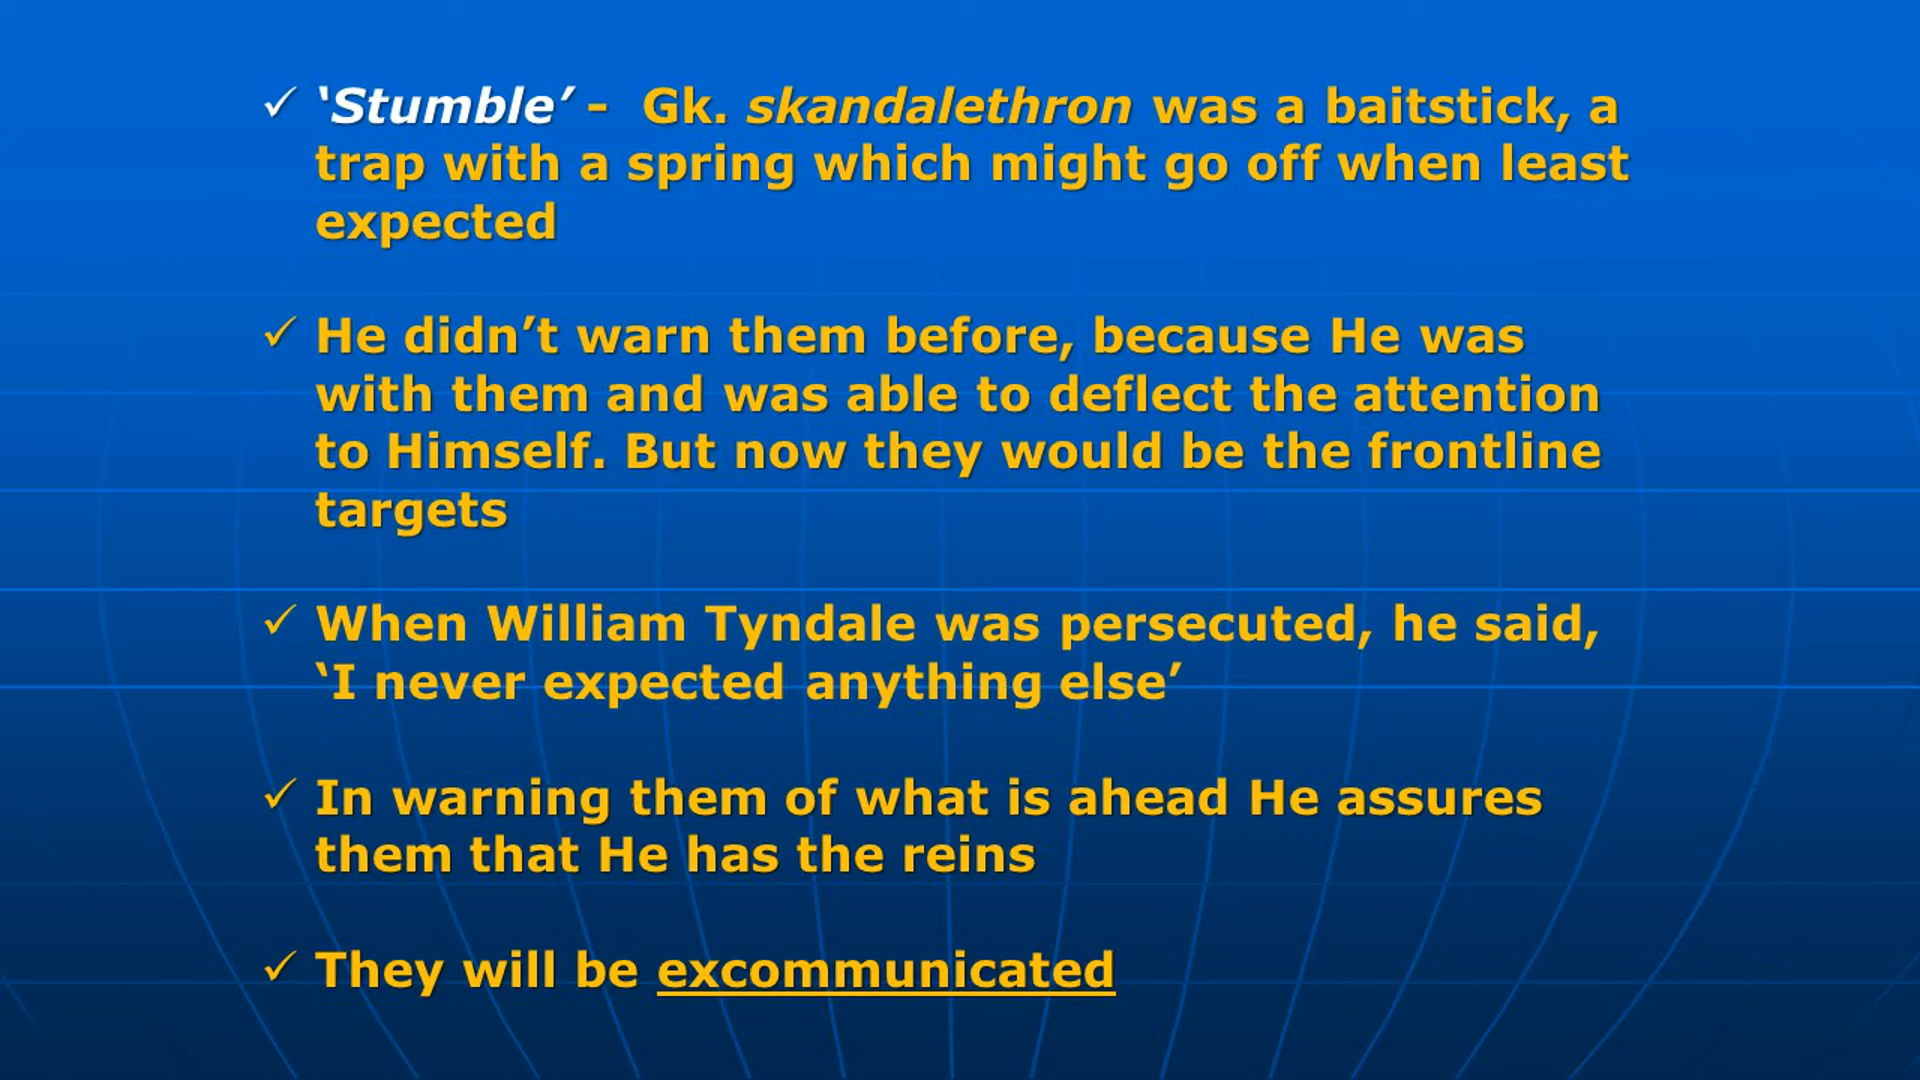 ✓ ‘Stumble’ - Gk. skandalethron was a baitstick, a
trap with a spring which might go off when least
expected
✓ He didn’t warn them before, because He was
with them and was able to deflect the attention
to Himself. But now they would be the frontline
targets
✓ When William Tyndale was persecuted, he said,
‘I never expected anything else’
✓ In warning them of what is ahead He assures
them that He has the reins
✓ They will be excommunicated